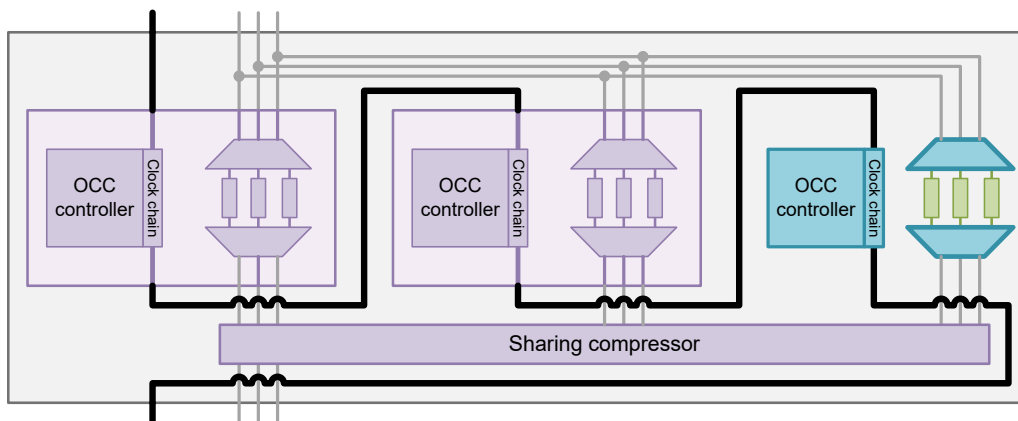 OCC
controller
Clock chain
OCC
controller
Clock chain
OCC
controller
Clock chain
Sharing compressor